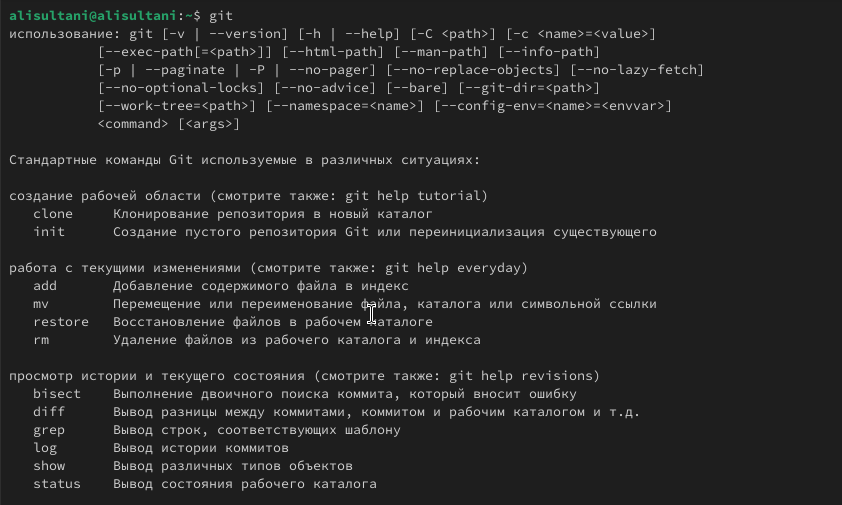 alisultani@alisultani:~$ git
использование: git [-v | --version] [-h | --help] [-C <path>] [-c <name>=<value>]
[--exec-path[=<path>]] [--html-path] [--man-path] [--info-path]
[-p | --paginate | -P | --no-pager] [--no-replace-objects] [--no-lazy-fetch]
[--no-optional-locks] [--no-advice] [--bare] [--git-dir=<path>]
[--work-tree=<path>] [--namespace=<name>] [--config-env=<name>=<envvar>]
<command> [<args>]
Стандартные команды Git используемые в различных ситуациях:
создание рабочей области (смотрите также: git help tutorial)
clone Клонирование репозитория в новый каталог
init Создание пустого репозитория Git или переинициализация существующего
работа с текущими изменениями (смотрите также: git help everyday)
add Добавление содержимого файла в индекс
mv Перемещение или переименование файла, каталога или символьной ссылки
restore Восстановление файлов в рабочем каталоге
rm Удаление файлов из рабочего каталога и индекса
просмотр истории и текущего состояния (смотрите также: git help revisions)
bisect Выполнение двоичного поиска коммита, который вносит ошибку
diff Вывод разницы между коммитами, коммитом и рабочим каталогом и т.д.
grep Вывод строк, соответствующих шаблону
log Вывод истории коммитов
show Вывод различных типов объектов
status Вывод состояния рабочего каталога